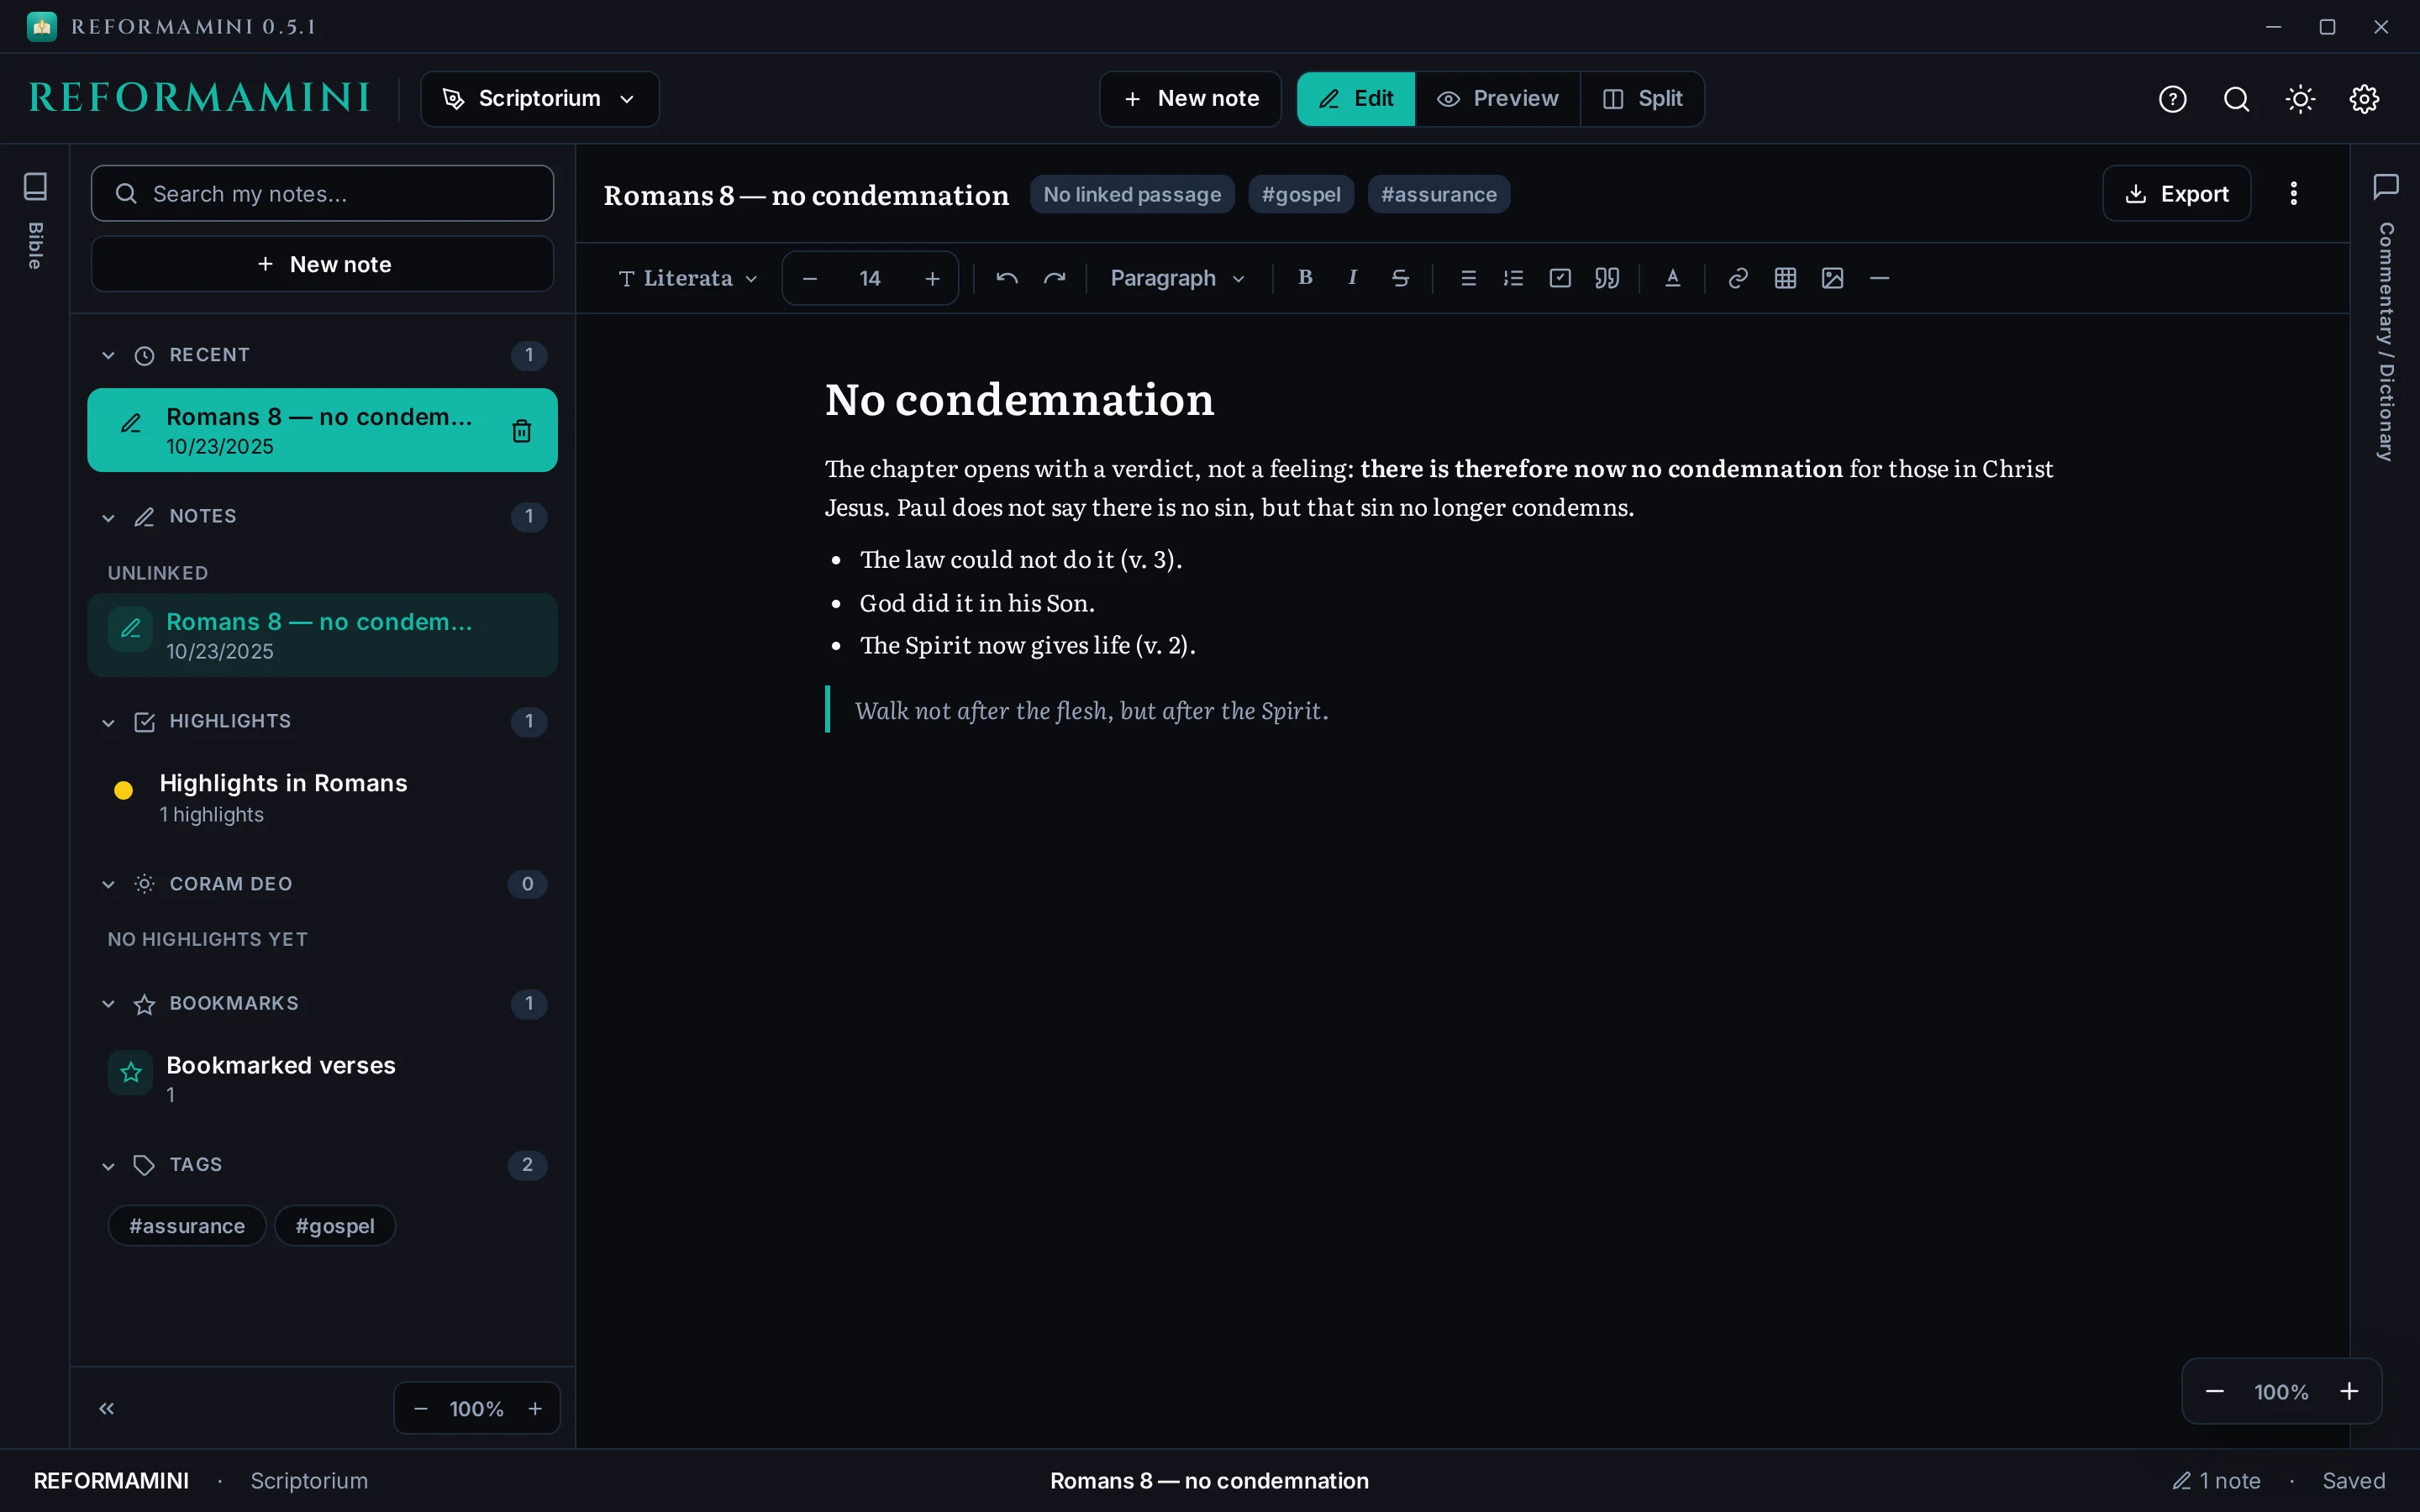 REFORMAMINI 0.5.1
REFORMAMINI
Scriptorium
New note
Edit
Preview
Split
Bible
Search my notes...
New note
RECENT
1
Romans 8 — no condem...
10/23/2025
NOTES
1
UNLINKED
Romans 8 — no condem...
10/23/2025
HIGHLIGHTS
1
Highlights in Romans
1 highlights
CORAM DEO
0
NO HIGHLIGHTS YET
BOOKMARKS
1
Bookmarked verses
1
TAGS
2
#assurance
#gospel
100%
Romans 8 — no condemnation
No linked passage
#gospel
#assurance
Export
Literata
14
Paragraph
B
I
S
A
No condemnation
The chapter opens with a verdict, not a feeling: there is therefore now no condemnation for those in Christ
Jesus. Paul does not say there is no sin, but that sin no longer condemns.
• The law could not do it (v. 3).
• God did it in his Son.
• The Spirit now gives life (v. 2).
Walk not after the flesh, but after the Spirit.
100%
Commentary / Dictionary
REFORMAMINI · Scriptorium
Romans 8 — no condemnation
1 note · Saved